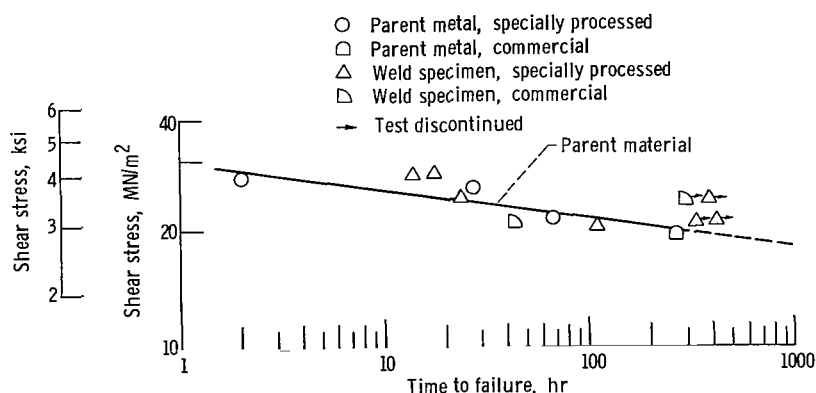 Parent metal, specially processed
Parent metal, commercial
Weld specimen, specially processed
Weld specimen, commercial
Test discontinued
Parent material
Shear stress, ksi
6
5
4
3
2
Shear stress, MN/m²
40
20
10
1
10
100
1000
Time to failure, hr